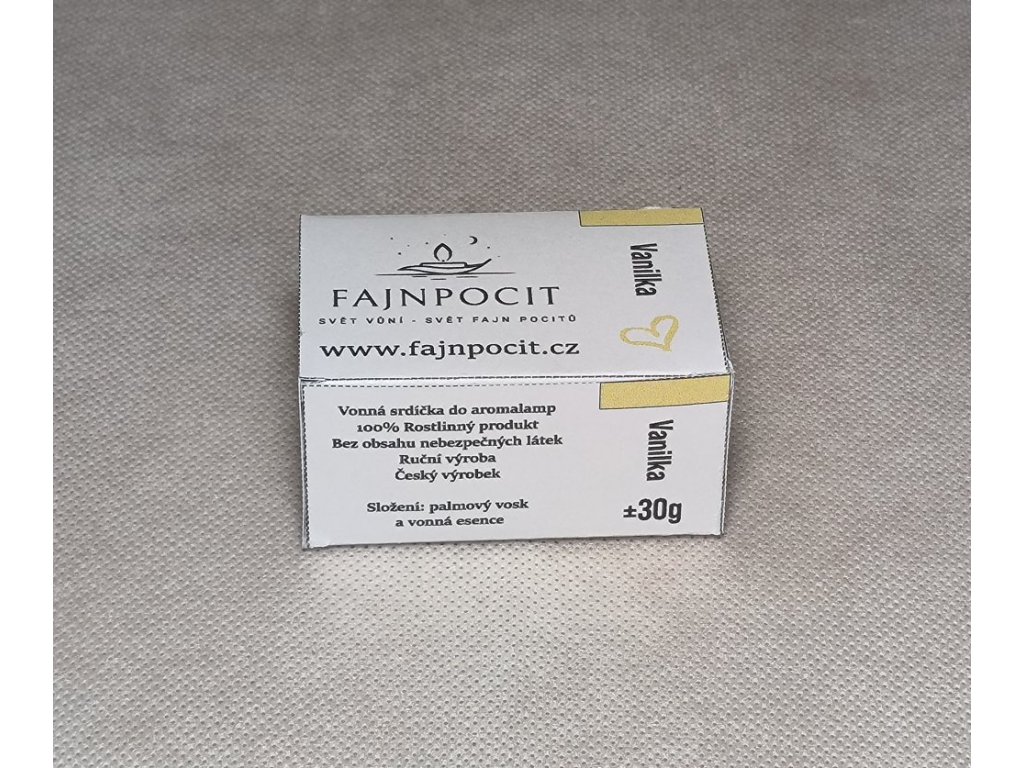 FAJNPOCIT
SVĚT VŮNÍ - SVĚT FAJN POCITŮ
www.fajnpocit.cz
Vanilka
Vonná srdíčka do aromalamp
100% Rostlinný produkt
Bez obsahu nebezpečných látek
Ruční výroba
Český výrobek
Složení: palmový vosk
a vonná esence
Vanilka
±30g